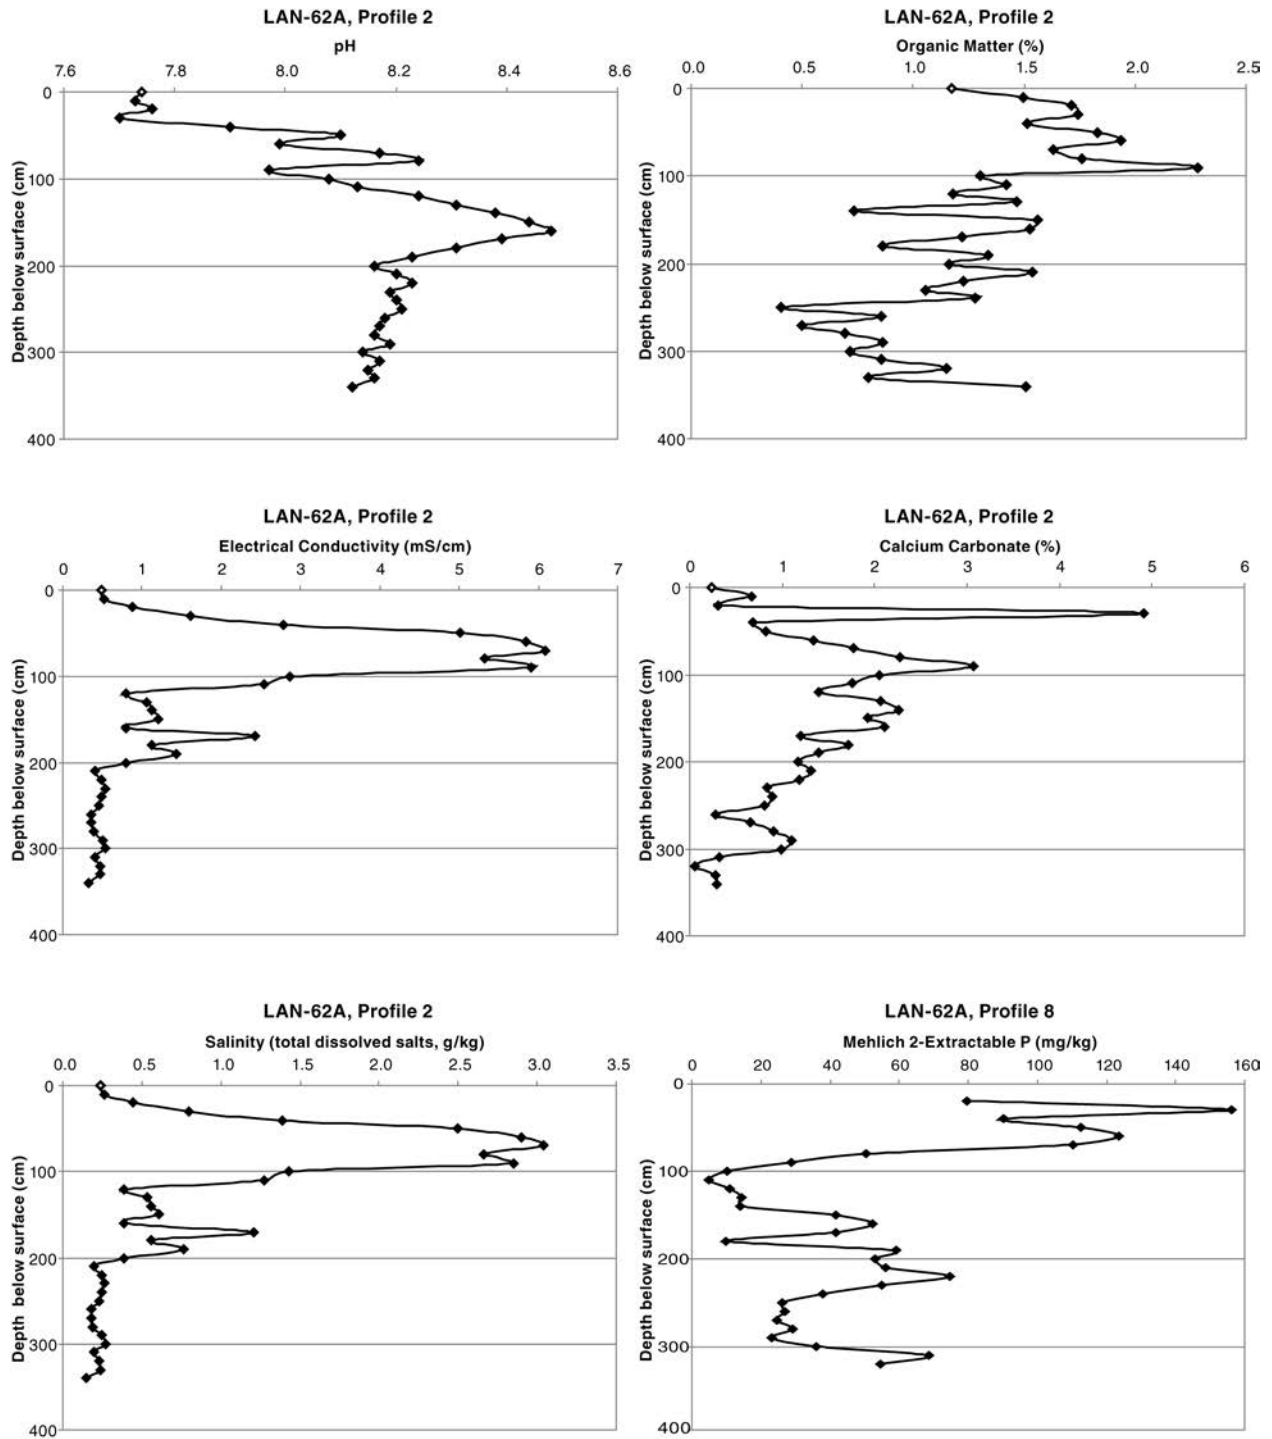 LAN-62A, Profile 2
pH
7.6 7.8 8.0 8.2 8.4 8.6
0
100
200
300
400
Depth below surface (cm)
LAN-62A, Profile 2
Organic Matter (%)
0.0 0.5 1.0 1.5 2.0 2.5
0
100
200
300
400
Depth below surface (cm)
LAN-62A, Profile 2
Electrical Conductivity (mS/cm)
0 1 2 3 4 5 6 7
0
100
200
300
400
Depth below surface (cm)
LAN-62A, Profile 2
Calcium Carbonate (%)
0 1 2 3 4 5 6
0
100
200
300
400
Depth below surface (cm)
LAN-62A, Profile 2
Salinity (total dissolved salts, g/kg)
0.0 0.5 1.0 1.5 2.0 2.5 3.0 3.5
0
100
200
300
400
Depth below surface (cm)
LAN-62A, Profile 8
Mehlich 2-Extractable P (mg/kg)
0 20 40 60 80 100 120 140 160
0
100
200
300
400
Depth below surface (cm)